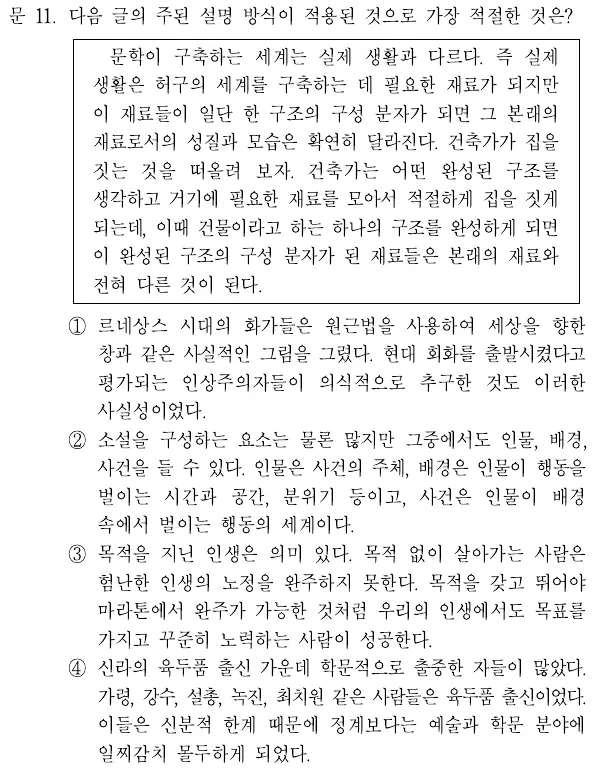 문 11. 다음 글의 주된 설명 방식이 적용된 것으로 가장 적절한 것은?
문학이 구축하는 세계는 실제 생활과 다르다. 즉 실제
생활은 허구의 세계를 구축하는 데 필요한 재료가 되지만
이 재료들이 일단 한 구조의 구성 분자가 되면 그 본래의
재료로서의 성질과 모습은 확연히 달라진다. 건축가가 집을
짓는 것을 떠올려 보자. 건축가는 어떤 완성된 구조를
생각하고 거기에 필요한 재료를 모아서 적절하게 집을 짓게
되는데, 이때 건물이라고 하는 하나의 구조를 완성하게 되면
이 완성된 구조의 구성 분자가 된 재료들은 본래의 재료와
전혀 다른 것이 된다.
① 르네상스 시대의 화가들은 원근법을 사용하여 세상을 향한
창과 같은 사실적인 그림을 그렸다. 현대 회화를 출발시켰다고
평가되는 인상주의자들이 의식적으로 추구한 것도 이러한
사실성이었다.
② 소설을 구성하는 요소는 물론 많지만 그중에서도 인물, 배경,
사건을 들 수 있다. 인물은 사건의 주체, 배경은 인물이 행동을
벌이는 시간과 공간, 분위기 등이고, 사건은 인물이 배경
속에서 벌이는 행동의 세계이다.
③ 목적을 지닌 인생은 의미 있다. 목적 없이 살아가는 사람은
험난한 인생의 노정을 완주하지 못한다. 목적을 갖고 뛰어야
마라톤에서 완주가 가능한 것처럼 우리의 인생에서도 목표를
가지고 꾸준히 노력하는 사람이 성공한다.
④ 신라의 육두품 출신 가운데 학문적으로 출중한 자들이 많았다.
가령, 강수, 설총, 녹진, 최치원 같은 사람들은 육두품 출신이었다.
이들은 신분적 한계 때문에 정계보다는 예술과 학문 분야에
일찌감치 몰두하게 되었다.